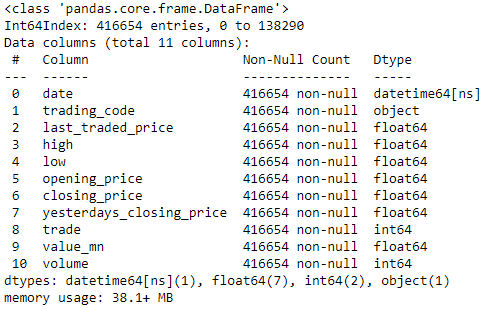 <class 'pandas.core.frame.DataFrame'>
Int64Index: 416654 entries, 0 to 138290
Data columns (total 11 columns):
 #   Column                    Non-Null Count   Dtype
---  ------                    --------------   -----
 0   date                      416654 non-null  datetime64[ns]
 1   trading_code              416654 non-null  object
 2   last_traded_price         416654 non-null  float64
 3   high                      416654 non-null  float64
 4   low                       416654 non-null  float64
 5   opening_price             416654 non-null  float64
 6   closing_price             416654 non-null  float64
 7   yesterdays_closing_price  416654 non-null  float64
 8   trade                     416654 non-null  int64
 9   value_mn                  416654 non-null  float64
 10  volume                    416654 non-null  int64
dtypes: datetime64[ns](1), float64(7), int64(2), object(1)
memory usage: 38.1+ MB